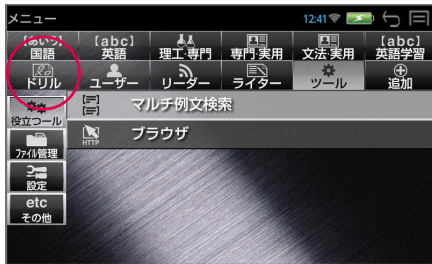 メニュー 12:41
【あいう】 【abc】 【abc】
国語 英語 理工・専門 専門・実用 文法・実用 英語学習
ドリル ユーザー リーダー ライター ツール 追加
役立つツール
マルチ例文検索
HTTP ブラウザ
ファイル管理
設定
etc
その他